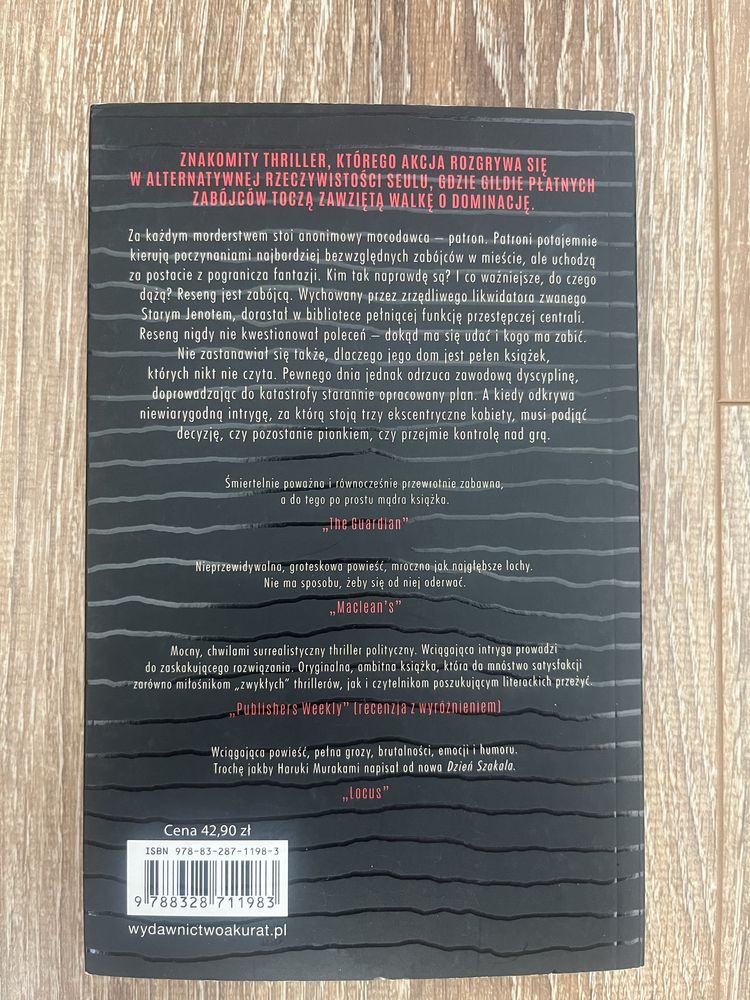 ZNAKOMITY THRILLER, KTÓREGO AKCJA ROZGRYWA SIĘ
W ALTERNATYWNEJ RZECZYWISTOŚCI SEULU, GDZIE GILDIE PŁATNYCH
ZABÓJCÓW TOCZĄ ZAWZIĘTĄ WALKĘ O DOMINACJĘ.
Za każdym morderstwem stoi anonimowy mocodawca – patron. Patroni potajemnie
kierują poczynaniami najbardziej bezwzględnych zabójców w mieście, ale uchodzą
za postacie z pogranicza fantazji. Kim tak naprawdę są? I co ważniejsze, do czego
dążą? Reseng jest zabójcą. Wychowany przez zrzędliwego likwidatora zwanego
Starym Jenotem, dorastał w bibliotece pełniącej funkcję przestępczej centrali.
Reseng nigdy nie kwestionował poleceń – dokąd ma się udać i kogo ma zabić.
Nie zastanawiał się także, dlaczego jego dom jest pełen książek,
których nikt nie czyta. Pewnego dnia jednak odrzuca zawodową dyscyplinę,
doprowadzając do katastrofy starannie opracowany plan. A kiedy odkrywa
niewiarygodną intrygę, za którą stoją trzy ekscentryczne kobiety, musi podjąć
decyzję, czy pozostanie pionkiem, czy przejmie kontrolę nad grą.
Śmiertelnie poważna i równocześnie przewrotnie zabawna,
a do tego po prostu mądra książka.
„The Guardian”
Nieprzewidywalna, groteskowa powieść, mroczna jak najgłębsze lochy.
Nie ma sposobu, żeby się od niej oderwać.
„Maclean's”
Mocny, chwilami surrealistyczny thriller polityczny. Wciągająca intryga prowadzi
do zaskakującego rozwiązania. Oryginalna, ambitna książka, która da mnóstwo satysfakcji
zarówno miłośnikom „zwykłych” thrillerów, jak i czytelnikom poszukującym literackich przeżyć.
„Publishers Weekly” (recenzja z wyróżnieniem)
Wciągająca powieść, pełna grozy, brutalności, emocji i humoru.
Trochę jakby Haruki Murakami napisał od nowa Dzień Szakala.
„Locus”
Cena 42,90 zł
ISBN 978-83-287-1198-3
9 788328 711983
wydawnictwoakurat.pl